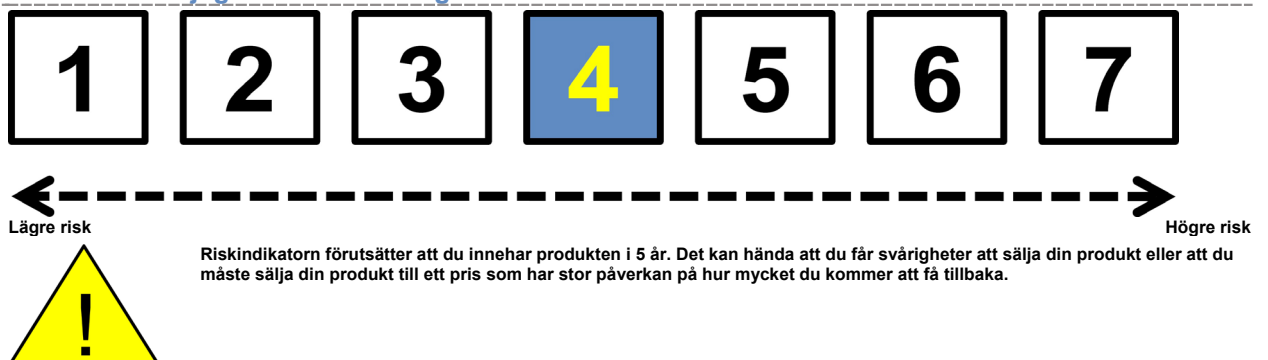 1 2 3 4 5 6 7
Lägre risk Högre risk
Riskindikatorn förutsätter att du innehar produkten i 5 år. Det kan hända att du får svårigheter att sälja din produkt eller att du
måste sälja din produkt till ett pris som har stor påverkan på hur mycket du kommer att få tillbaka.
!